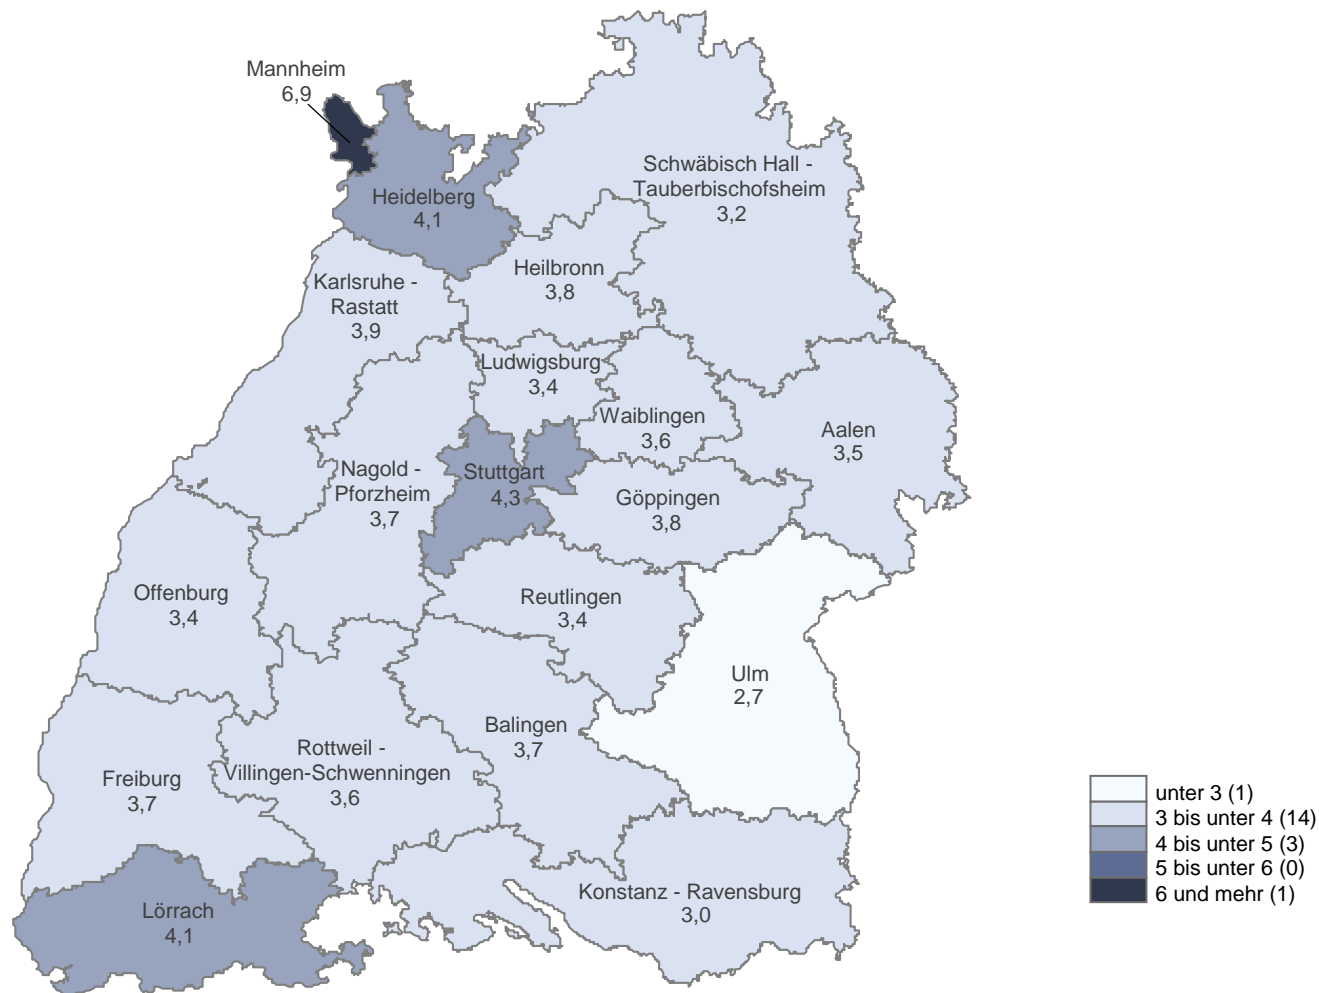 Mannheim
6,9
Schwäbisch Hall -
Tauberbischofsheim
3,2
Heidelberg
4,1
Heilbronn
3,8
Karlsruhe -
Rastatt
3,9
Ludwigsburg
3,4
Waiblingen
3,6
Aalen
3,5
Nagold -
Pforzheim
3,7
Stuttgart
4,3
Göppingen
3,8
Offenburg
3,4
Reutlingen
3,4
Ulm
2,7
Balingen
3,7
Rottweil -
Villingen-Schwenningen
3,6
Freiburg
3,7
Konstanz - Ravensburg
3,0
Lörrach
4,1
unter 3 (1)
3 bis unter 4 (14)
4 bis unter 5 (3)
5 bis unter 6 (0)
6 und mehr (1)